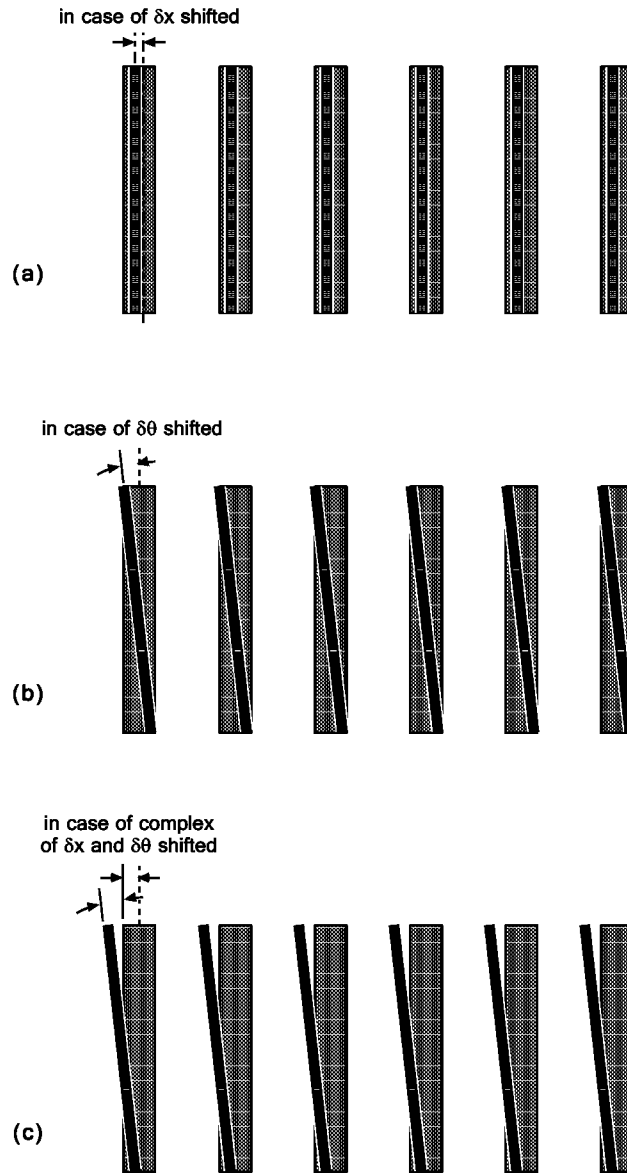 in case of δx shifted
(a)
in case of δθ shifted
(b)
in case of complex
of δx and δθ shifted
(c)